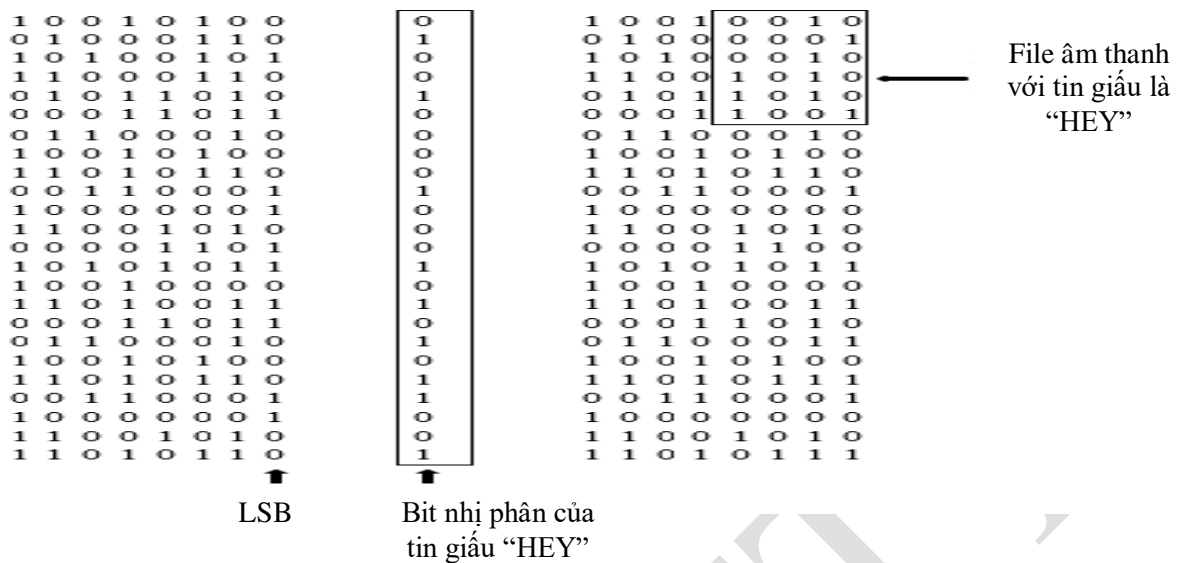 1 0 0 1 0 1 0 0 0 1 0 0 1 0 0 1 0
0 1 0 0 0 1 1 0 1 0 1 0 0 0 0 0 1
1 0 1 0 0 1 0 1 0 1 0 1 0 0 0 1 0
1 1 0 0 0 1 1 0 0 1 1 0 0 1 0 1 0
0 1 0 1 1 0 1 0 1 0 1 0 1 1 0 1 0
0 0 0 1 1 0 1 1 0 0 0 0 1 1 0 0 1
0 1 1 0 0 0 1 0 0 0 1 1 0 0 0 1 0
1 0 0 1 0 1 0 0 0 1 0 0 1 0 1 0 0
1 1 0 1 0 1 1 0 0 1 1 0 1 0 1 1 0
0 0 1 1 0 0 0 1 1 0 0 1 1 0 0 0 1
1 0 0 0 0 0 0 1 0 1 0 0 0 0 0 0 0
1 1 0 0 1 0 1 0 0 1 1 0 0 1 0 1 0
0 0 0 0 1 1 0 1 0 0 0 0 0 1 1 0 0
1 0 1 0 1 0 1 1 1 1 0 1 0 1 0 1 1
1 0 0 1 0 0 0 0 0 1 0 0 1 0 0 0 0
1 1 0 1 0 0 1 1 1 1 1 0 1 0 0 1 1
0 0 0 1 1 0 1 1 0 0 0 0 1 1 0 1 0
0 1 1 0 0 0 1 0 1 0 1 1 0 0 0 1 1
1 0 0 1 0 1 0 0 0 1 0 0 1 0 1 0 0
1 1 0 1 0 1 1 0 1 1 1 0 1 0 1 1 1
0 0 1 1 0 0 0 1 1 0 0 1 1 0 0 0 1
1 0 0 0 0 0 0 1 0 1 0 0 0 0 0 0 0
1 1 0 0 1 0 1 0 0 1 1 0 0 1 0 1 0
1 1 0 1 0 1 1 0 1 1 1 0 1 0 1 1 1
File âm thanh
với tin giấu là
“HEY”
LSB
Bit nhị phân của
tin giấu “HEY”